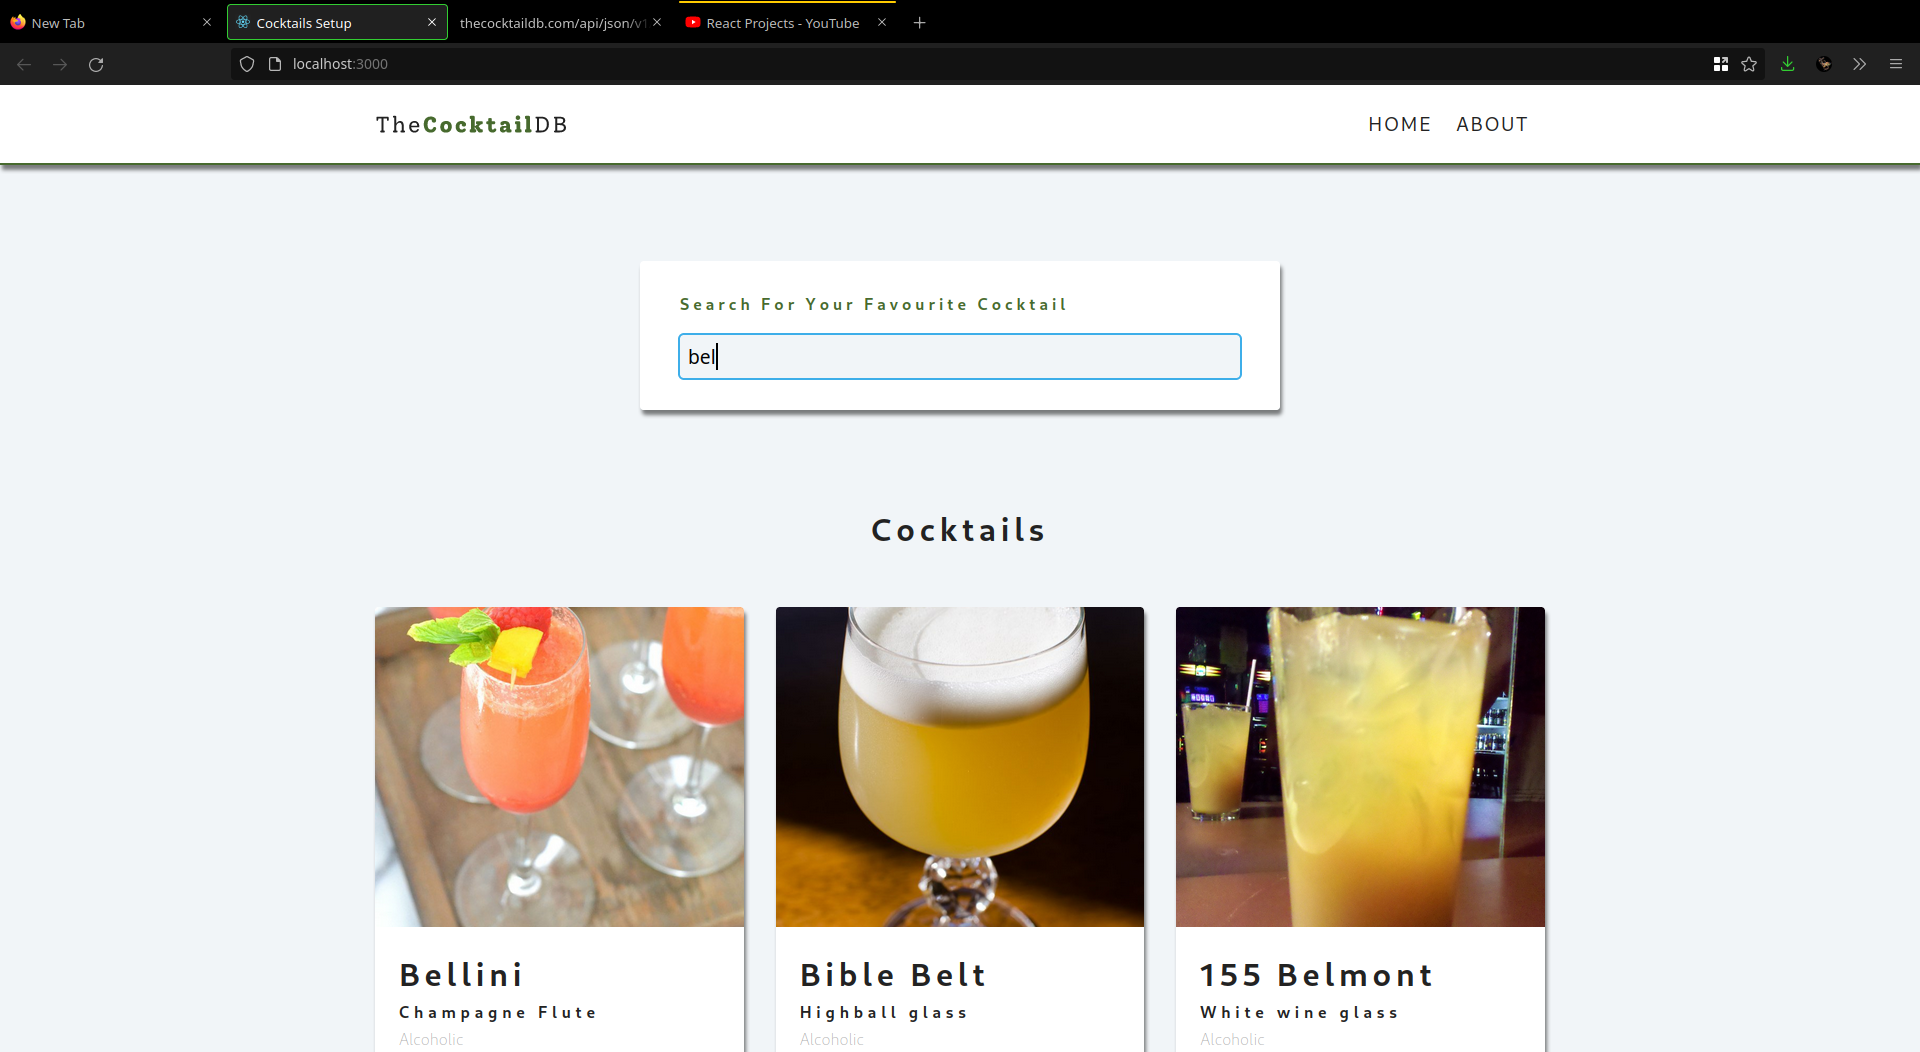 New Tab
Cocktails Setup
thecocktaildb.com/api/json/v1
React Projects - YouTube
localhost:3000
TheCocktailDB
HOME ABOUT
Search For Your Favourite Cocktail
bel
Cocktails
Bellini
Champagne Flute
Alcoholic
Bible Belt
Highball glass
Alcoholic
155 Belmont
White wine glass
Alcoholic